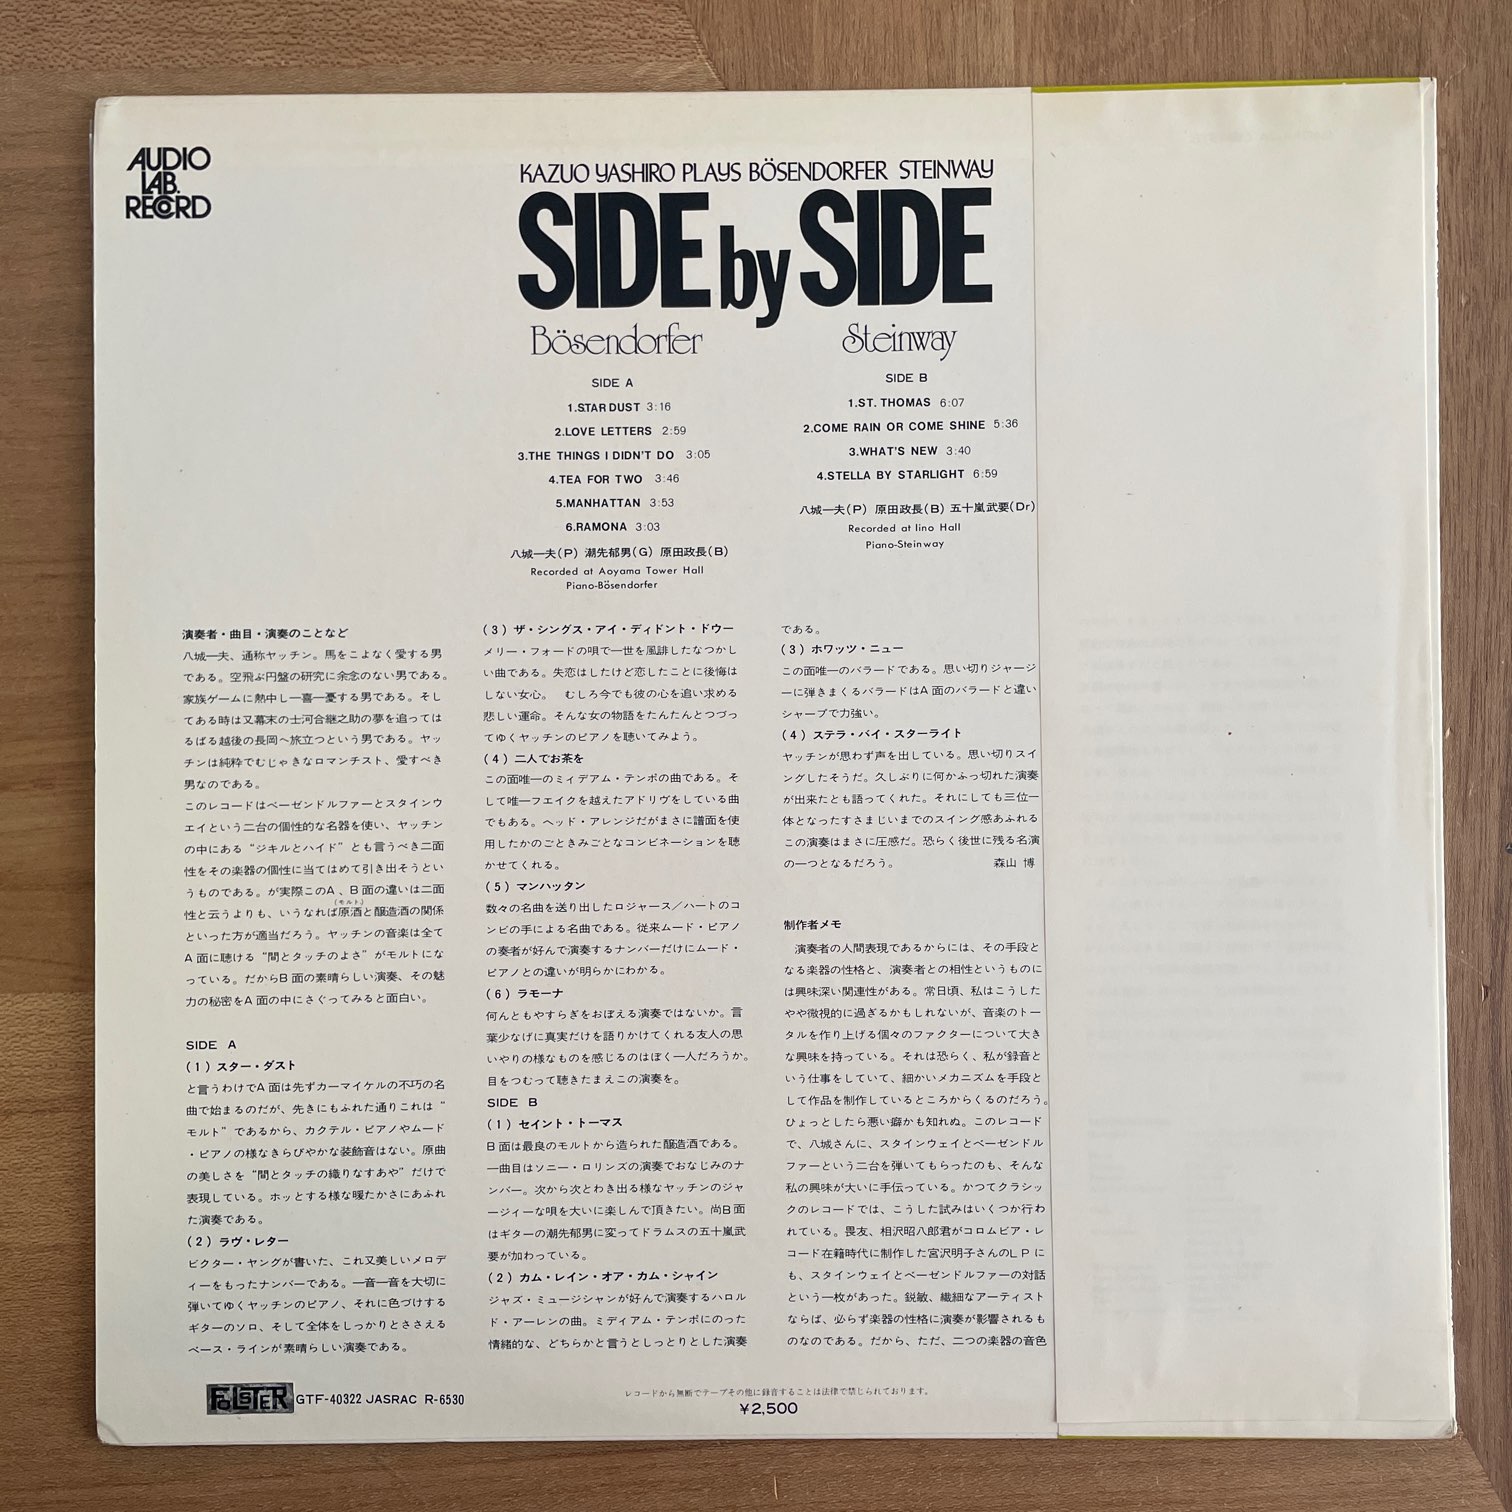 AUDIO
LAB.
RECORD
KAZUO YASHIRO PLAYS BÖSENDORFER STEINWAY
SIDE by SIDE
Bösendorfer
SIDE A
1.STAR DUST 3:16
2.LOVE LETTERS 2:59
3.THE THINGS I DIDN'T DO 3:05
4.TEA FOR TWO 3:46
5.MANHATTAN 3:53
6.RAMONA 3:03
八城一夫(P) 潮先郁男(G) 原田政長(B)
Recorded at Aoyama Tower Hall
Piano-Bösendorfer
Steinway
SIDE B
1.ST. THOMAS 6:07
2.COME RAIN OR COME SHINE 5:36
3.WHAT'S NEW 3:40
4.STELLA BY STARLIGHT 6:59
八城一夫(P) 原田政長(B) 五十嵐武要(Dr)
Recorded at Iino Hall
Piano-Steinway
演奏者・曲目・演奏のことなど
八城一夫、通称ヤッチン。馬をこよなく愛する男
である。空飛ぶ円盤の研究に余念のない男である。
家族ゲームに熱中し一喜一憂する男である。そし
てある時は又幕末の士河合継之助の夢を追っては
るばる越後の長岡へ旅立つという男である。ヤッ
チンは純粋でむじゃきなロマンチスト、愛すべき
男なのである。
このレコードはベーゼンドルファーとスタインウ
エイという二台の個性的な名器を使い、ヤッチン
の中にある“ジキルとハイド”とも言うべき二面
性をその楽器の個性に当てはめて引き出そうとい
うものである。が実際このA、B面の違いは二面
性と云うよりも、いうなれば原酒(モルト)と醸造酒の関係
といった方が適当だろう。ヤッチンの音楽は全て
A面に聴ける“間とタッチのよさ”がモルトにな
っている。だからB面の素晴らしい演奏、その魅
力の秘密をA面の中にさぐってみると面白い。
SIDE A
(1)スター・ダスト
と言うわけでA面は先ずカーマイケルの不巧の名
曲で始まるのだが、先きにもふれた通りこれは“
モルト”であるから、カクテル・ピアノやムード
・ピアノの様なきらびやかな装飾音はない。原曲
の美しさを“間とタッチの織りなすあや”だけで
表現している。ホッとする様な暖たかさにあふれ
た演奏である。
(2)ラヴ・レター
ビクター・ヤングが書いた、これ又美しいメロデ
ィーをもったナンバーである。一音一音を大切に
弾いてゆくヤッチンのピアノ、それに色づけする
ギターのソロ、そして全体をしっかりとささえる
ベース・ラインが素晴らしい演奏である。
(3)ザ・シングス・アイ・ディドント・ドウー
メリー・フォードの唄で一世を風誹したなつかし
い曲である。失恋はしたけど恋したことに後悔は
しない女心。 むしろ今でも彼の心を追い求める
悲しい運命。そんな女の物語をたんたんとつづっ
てゆくヤッチンのピアノを聴いてみよう。
(4)二人でお茶を
この面唯一のミィデアム・テンポの曲である。そ
して唯一フエイクを越えたアドリヴをしている曲
でもある。ヘッド・アレンジだがまさに譜面を使
用したかのごときみごとなコンビネーションを聴
かせてくれる。
(5)マンハッタン
数々の名曲を送り出したロジャース/ハートのコ
ンビの手による名曲である。従来ムード・ピアノ
の奏者が好んで演奏するナンバーだけにムード・
ピアノとの違いが明らかにわかる。
(6)ラモーナ
何んともやすらぎをおぼえる演奏ではないか。言
葉少なげに真実だけを語りかけてくれる友人の思
いやりの様なものを感じるのはぼく一人だろうか。
目をつむって聴きたまえこの演奏を。
SIDE B
(1)セイント・トーマス
B面は最良のモルトから造られた醸造酒である。
一曲目はソニー・ロリンズの演奏でおなじみのナ
ンバー。次から次とわき出る様なヤッチンのジャ
ージィーな唄を大いに楽しんで頂きたい。尚B面
はギターの潮先郁男に変ってドラムスの五十嵐武
要が加わっている。
(2)カム・レイン・オア・カム・シャイン
ジャズ・ミュージシャンが好んで演奏するハロル
ド・アーレンの曲。ミディアム・テンポにのった
情緒的な、どちらかと言うとしっとりとした演奏
である。
(3)ホワッツ・ニュー
この面唯一のバラードである。思い切りジャージ
ーに弾きまくるバラードはA面のバラードと違い
シャープで力強い。
(4)ステラ・バイ・スターライト
ヤッチンが思わず声を出している。思い切りスイ
ングしたそうだ。久しぶりに何かふっ切れた演奏
が出来たとも語ってくれた。それにしても三位一
体となったすさまじいまでのスイング感あふれる
この演奏はまさに圧感だ。恐らく後世に残る名演
の一つとなるだろう。 森山 博
制作者メモ
演奏者の人間表現であるからには、その手段と
なる楽器の性格と、演奏者との相性というものに
は興味深い関連性がある。常日頃、私はこうした
やや微視的に過ぎるかもしれないが、音楽のトー
タルを作り上げる個々のファクターについて大き
な興味を持っている。それは恐らく、私が録音と
いう仕事をしていて、細かいメカニズムを手段と
して作品を制作しているところからくるのだろう。
ひょっとしたら悪い癖かも知れぬ。このレコード
で、八城さんに、スタインウェイとベーゼンドル
ファーという二台を弾いてもらったのも、そんな
私の興味が大いに手伝っている。かつてクラシッ
クのレコードでは、こうした試みはいくつか行わ
れている。畏友、相沢昭八郎君がコロムビア・レ
コード在籍時代に制作した宮沢明子さんのLPに
も、スタインウェイとベーゼンドルファーの対話
という一枚があった。鋭敏、繊細なアーティスト
ならば、必らず楽器の性格に演奏が影響されるも
のなのである。だから、ただ、二つの楽器の音色
FOLSTER GTF-40322 JASRAC R-6530
レコードから無断でテープその他に録音することは法律で禁じられております。
¥2,500